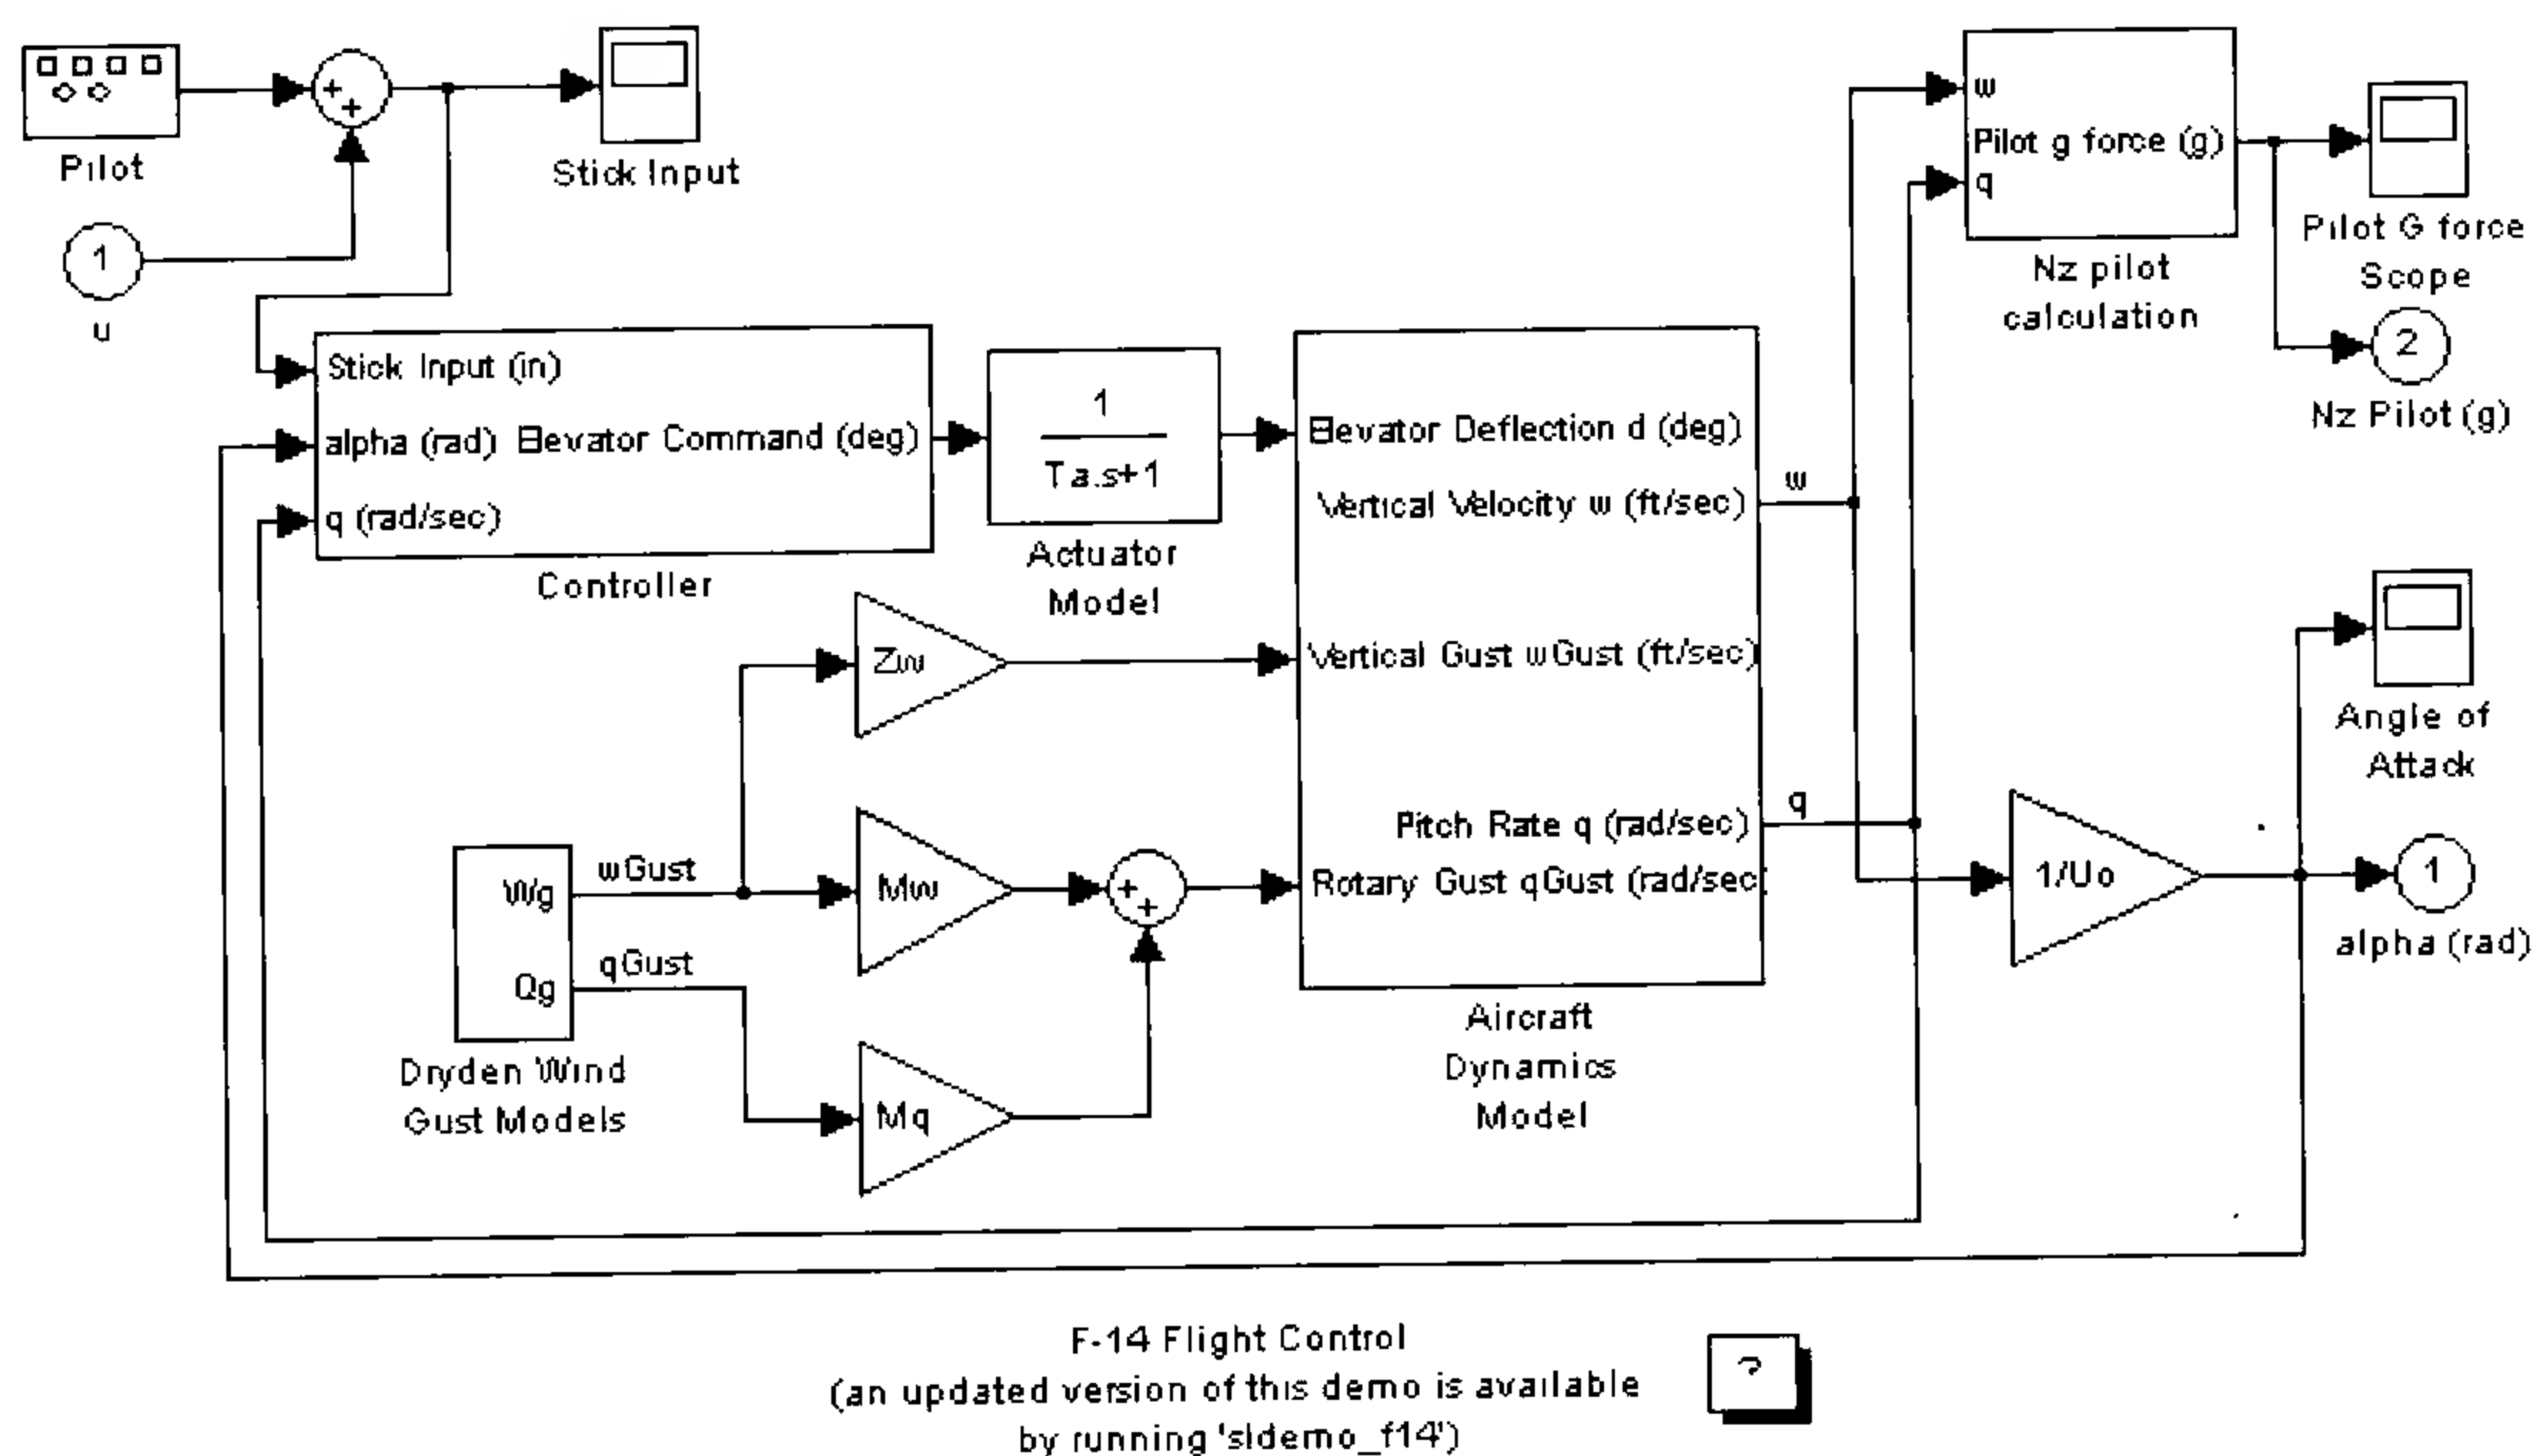 Pilot
+
+
Stick Input
1
u
w
Pilot g force (g)
q
Nz pilot
calculation
Pilot G force
Scope
2
Nz Pilot (g)
Stick Input (in)
alpha (rad)
Elevator Command (deg)
q (rad/sec)
Controller
1
Ta.s+1
Actuator
Model
Elevator Deflection d (deg)
Vertical Velocity w (ft/sec)
Vertical Gust wGust (ft/sec)
Pitch Rate q (rad/sec)
Rotary Gust qGust (rad/sec
Aircraft
Dynamics
Model
w
q
Zw
Mw
Mq
+
+
Wg
Qg
wGust
qGust
Dryden Wind
Gust Models
1/Uo
Angle of
Attack
1
alpha (rad)
F-14 Flight Control
(an updated version of this demo is available
by running 'sldemo_f14')
?